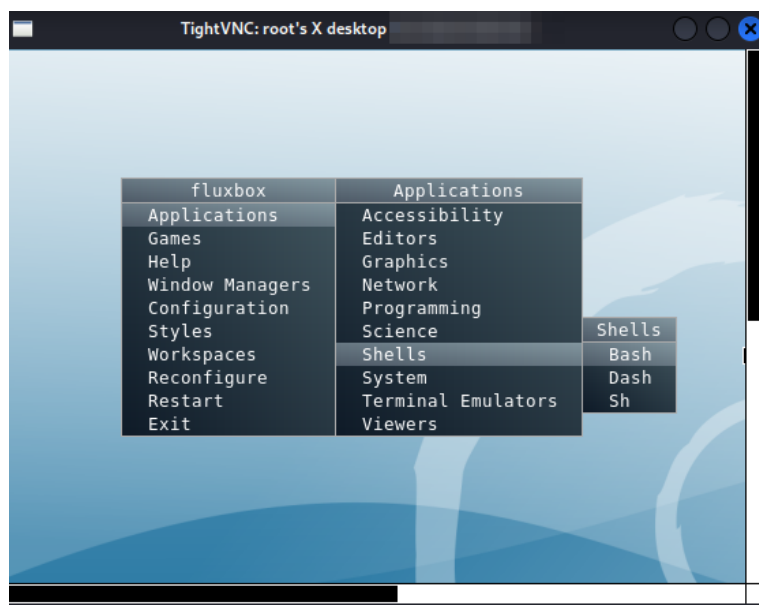 TightVNC: root's X desktop
fluxbox
Applications
Games
Help
Window Managers
Configuration
Styles
Workspaces
Reconfigure
Restart
Exit
Applications
Accessibility
Editors
Graphics
Network
Programming
Science
Shells
System
Terminal Emulators
Viewers
Shells
Bash
Dash
Sh